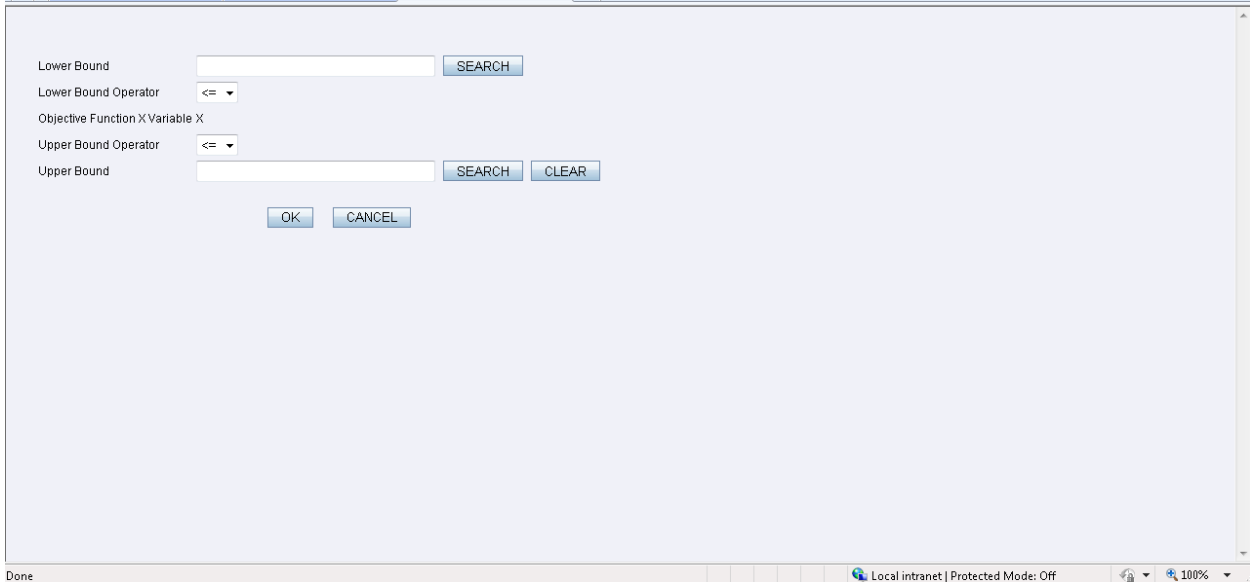 Lower Bound SEARCH
Lower Bound Operator <=
Objective Function X Variable X
Upper Bound Operator <=
Upper Bound SEARCH CLEAR
OK CANCEL
Done Local intranet | Protected Mode: Off 100%